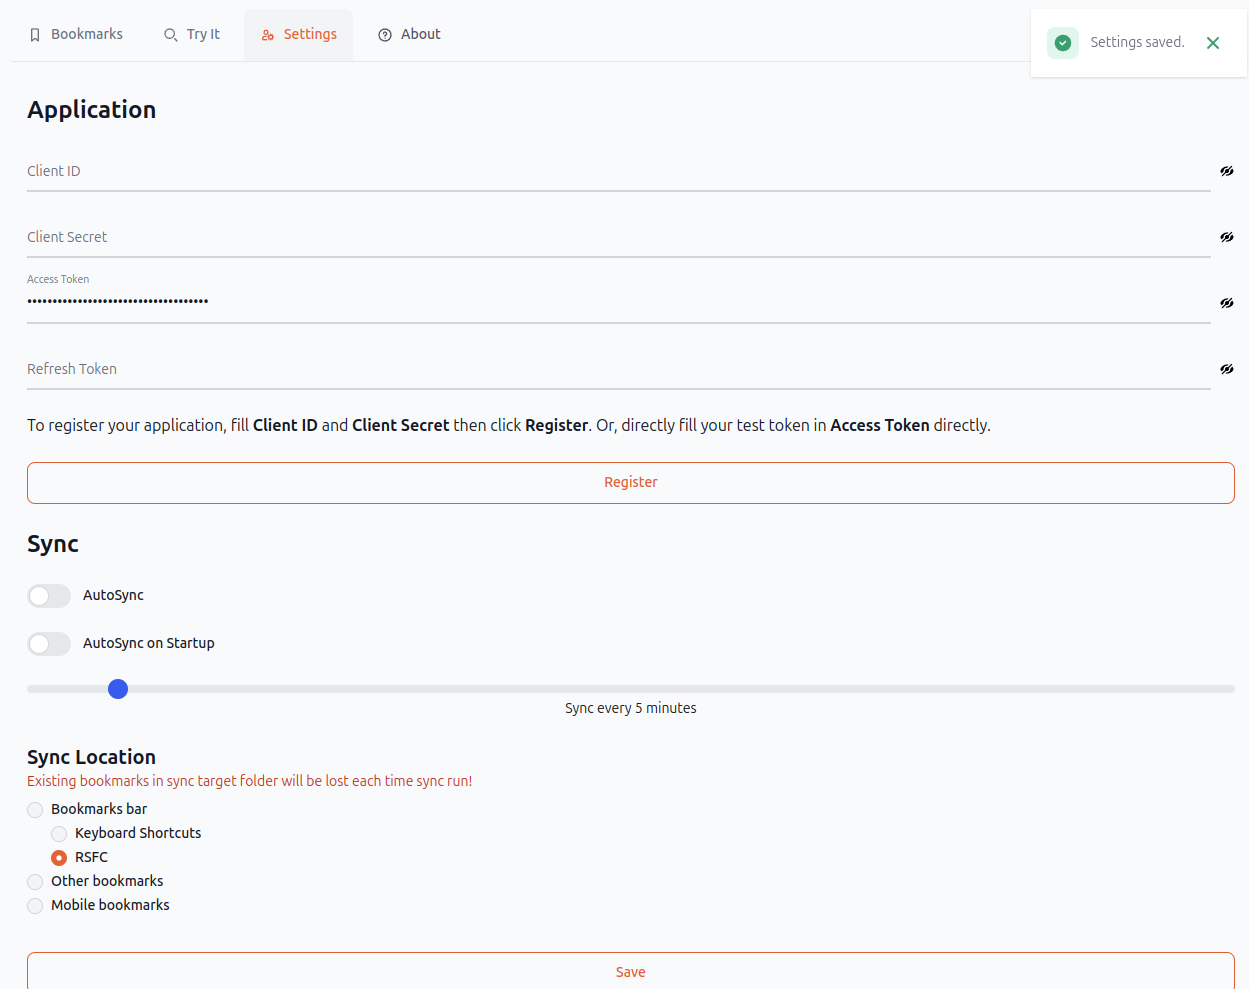 Bookmarks Try It Settings About
Settings saved.
Application
Client ID
Client Secret
Access Token
••••••••••••••••••••••••••••••••••••
Refresh Token
To register your application, fill Client ID and Client Secret then click Register. Or, directly fill your test token in Access Token directly.
Register
Sync
AutoSync
AutoSync on Startup
Sync every 5 minutes
Sync Location
Existing bookmarks in sync target folder will be lost each time sync run!
Bookmarks bar
Keyboard Shortcuts
RSFC
Other bookmarks
Mobile bookmarks
Save